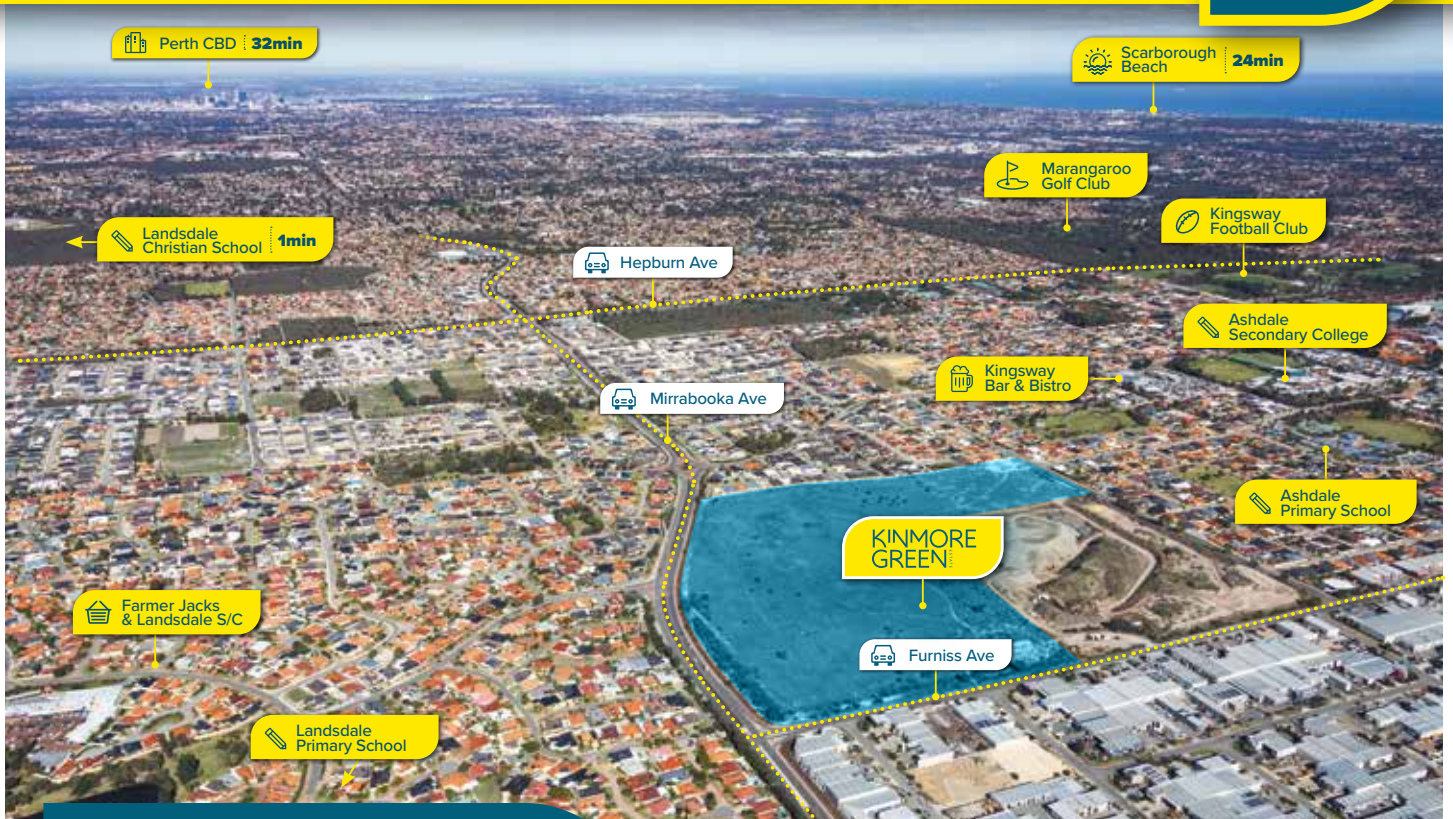 Perth CBD 32min
Scarborough
Beach 24min
Marangaroo
Golf Club
Kingsway
Football Club
Landsdale
Christian School 1min
Hepburn Ave
Ashdale
Secondary College
Kingsway
Bar & Bistro
Mirrabooka Ave
Ashdale
Primary School
KINMORE
GREEN
Farmer Jacks
& Landsdale S/C
Furniss Ave
Landsdale
Primary School